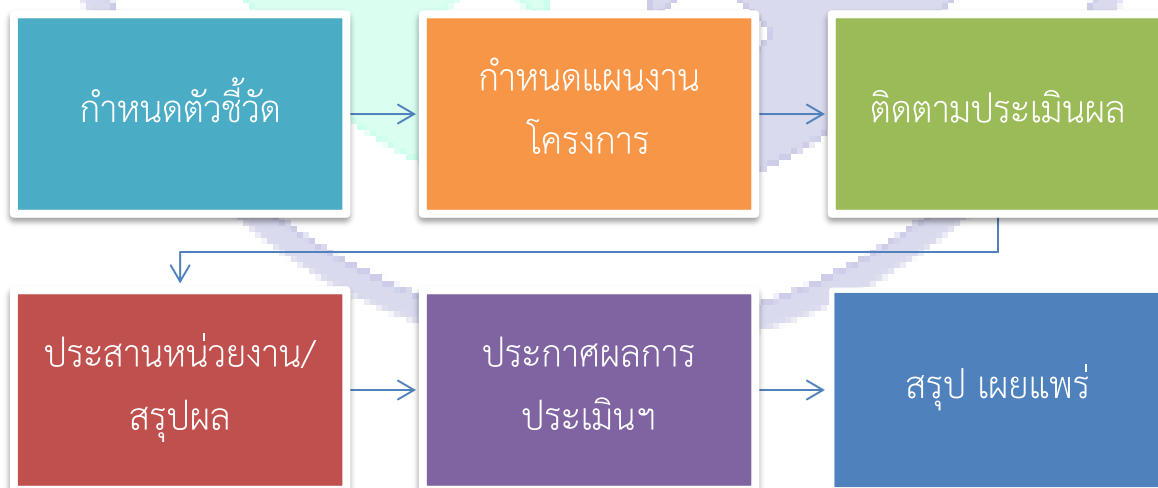 กำหนดตัวชี้วัด
กำหนดแผนงาน
โครงการ
ติดตามประเมินผล
ประสานหน่วยงาน/
สรุปผล
ประกาศผลการ
ประเมินฯ
สรุป เผยแพร่